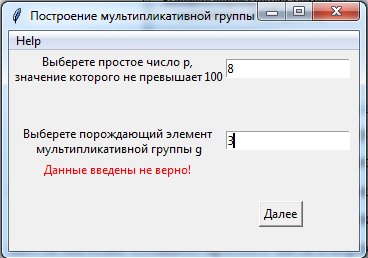 Построение мультипликативной группы
Help
Выберете простое число p,
значение которого не превышает 100
8
Выберете порождающий элемент
мультипликативной группы g
3
Данные введены не верно!
Далее